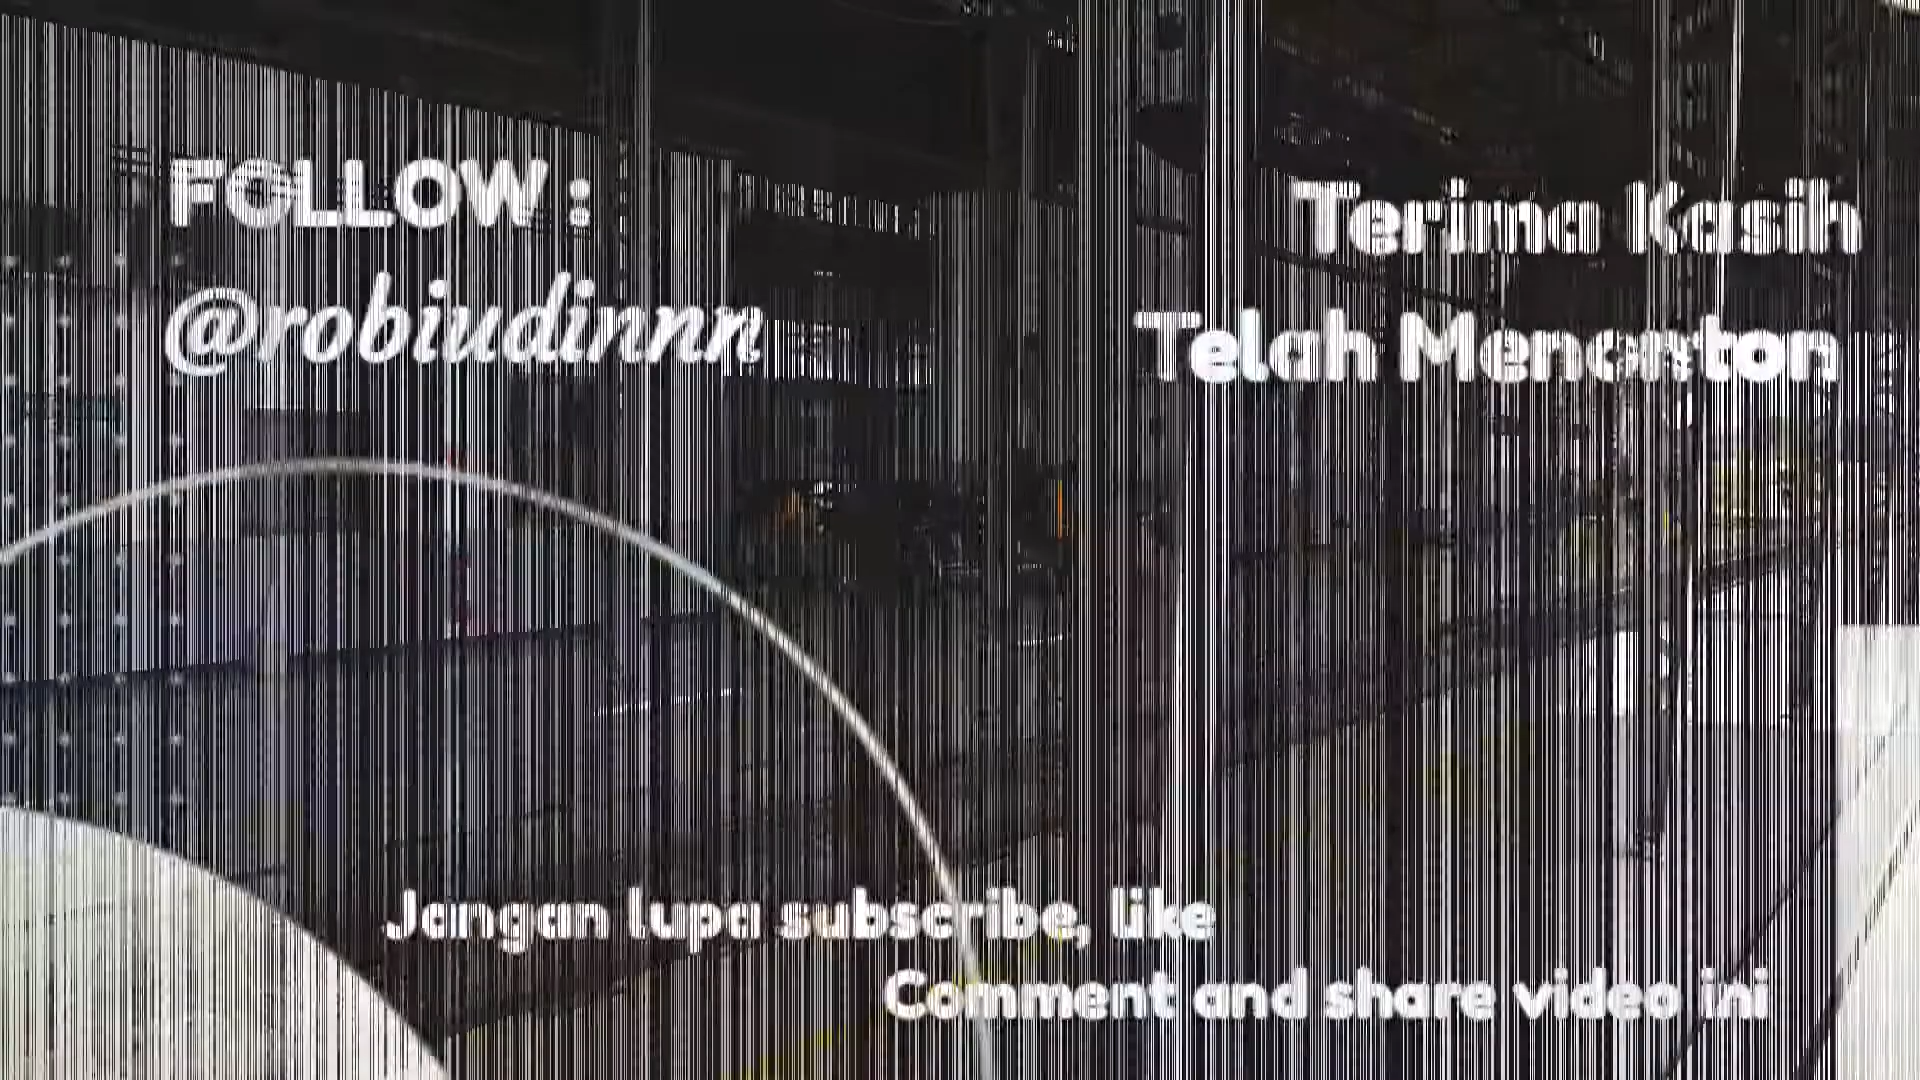 FOLLOW :
@robiudinnn
Terima Kasih
Telah Menonton
Jangan lupa subscribe, like
Comment and share video ini